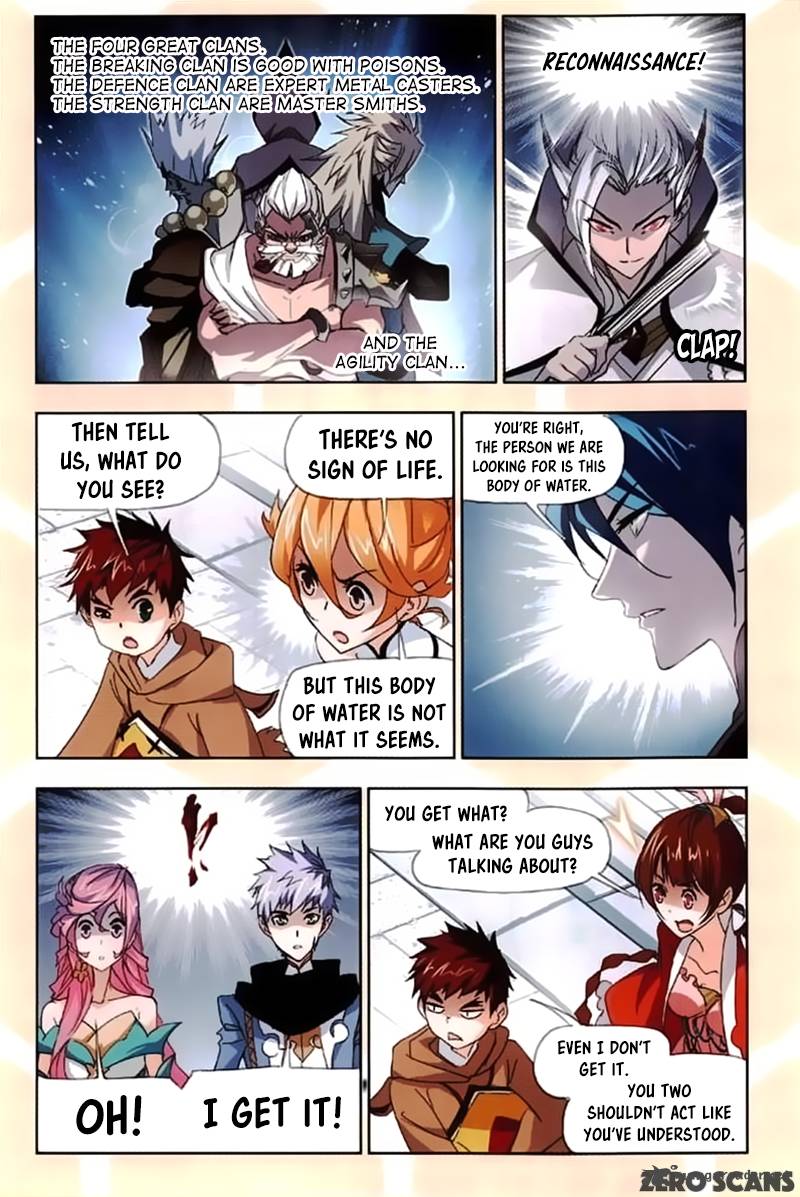 THE FOUR GREAT CLANS.
THE BREAKING CLAN IS GOOD WITH POISONS.
THE DEFENCE CLAN ARE EXPERT METAL CASTERS.
THE STRENGTH CLAN ARE MASTER SMITHS.
AND THE
AGILITY CLAN...
RECONNAISSANCE!
CLAP!
THEN TELL
US, WHAT DO
YOU SEE?
THERE'S NO
SIGN OF LIFE.
BUT THIS BODY
OF WATER IS NOT
WHAT IT SEEMS.
YOU'RE RIGHT,
THE PERSON WE ARE
LOOKING FOR IS THIS
BODY OF WATER.
OH!
I GET IT!
YOU GET WHAT?
WHAT ARE YOU GUYS
TALKING ABOUT?
EVEN I DON'T
GET IT.
YOU TWO
SHOULDN'T ACT LIKE
YOU'VE UNDERSTOOD.
ZERO SCANS